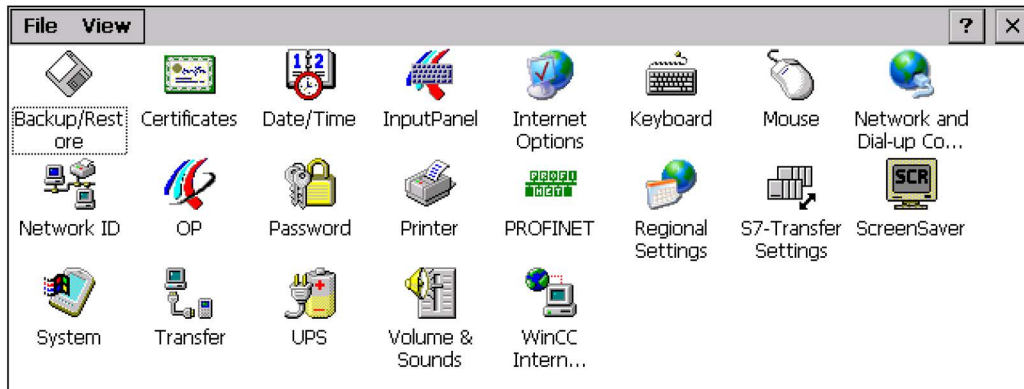 File View ? ×
1 2
Backup/Rest Certificates Date/Time InputPanel Internet Keyboard Mouse Network and
ore Options Dial-up Co...
PROFI
NET
SCR
Network ID OP Password Printer PROFINET Regional S7-Transfer ScreenSaver
Settings Settings
System Transfer UPS Volume & WinCC
Sounds Intern...